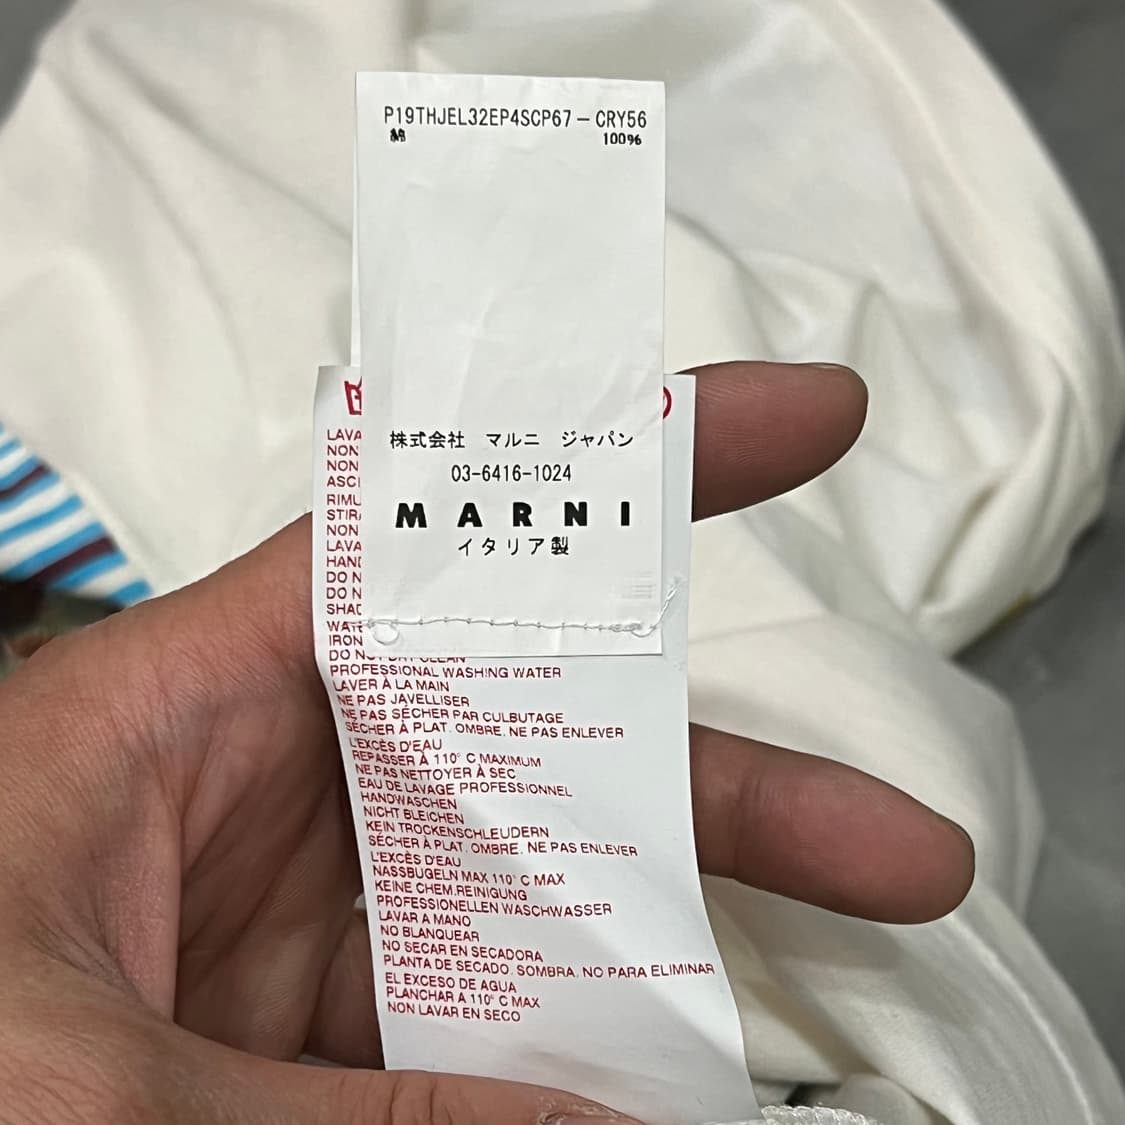 P19THJEL32EP4SCP67－CRY56
綿 100%
株式会社 マルニ ジャパン
03-6416-1024
MARNI
イタリア製
LAVA
NON
NON
ASCI
RIMU
STIR
NON
LAVA
HAND
DO N
DO N
SHAD
WATE
IRON
DO NOT DRY CLEAN
PROFESSIONAL WASHING WATER
LAVER À LA MAIN
NE PAS JAVELLISER
NE PAS SÉCHER PAR CULBUTAGE
SÉCHER À PLAT. OMBRE. NE PAS ENLEVER
L'EXCÈS D'EAU
REPASSER À 110° C MAXIMUM
NE PAS NETTOYER À SEC
EAU DE LAVAGE PROFESSIONNEL
HANDWASCHEN
NICHT BLEICHEN
KEIN TROCKENSCHLEUDERN
SÉCHER À PLAT. OMBRE. NE PAS ENLEVER
L'EXCÈS D'EAU
NASSBUGELN MAX 110° C MAX
KEINE CHEM.REINIGUNG
PROFESSIONELLEN WASCHWASSER
LAVAR A MANO
NO BLANQUEAR
NO SECAR EN SECADORA
PLANTA DE SECADO. SOMBRA. NO PARA ELIMINAR
EL EXCESO DE AGUA
PLANCHAR A 110° C MAX
NON LAVAR EN SECO